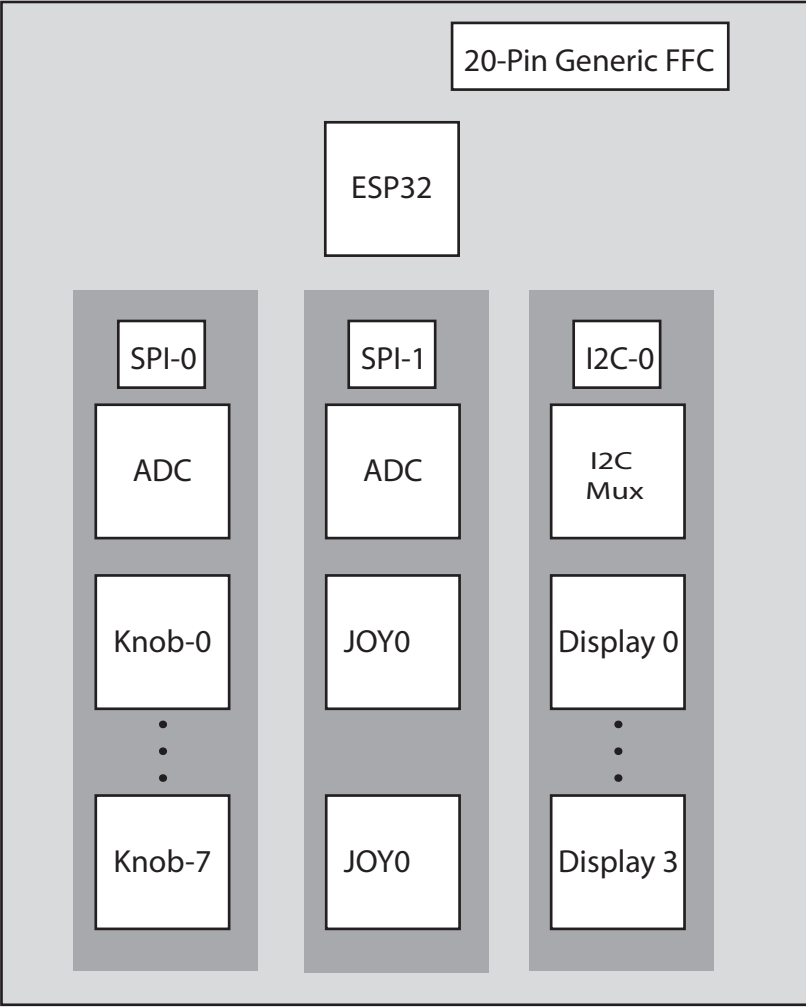 20-Pin Generic FFC
ESP32
SPI-0
SPI-1
I2C-0
ADC
ADC
I2C
Mux
Knob-0
JOY0
Display 0
Knob-7
JOY0
Display 3